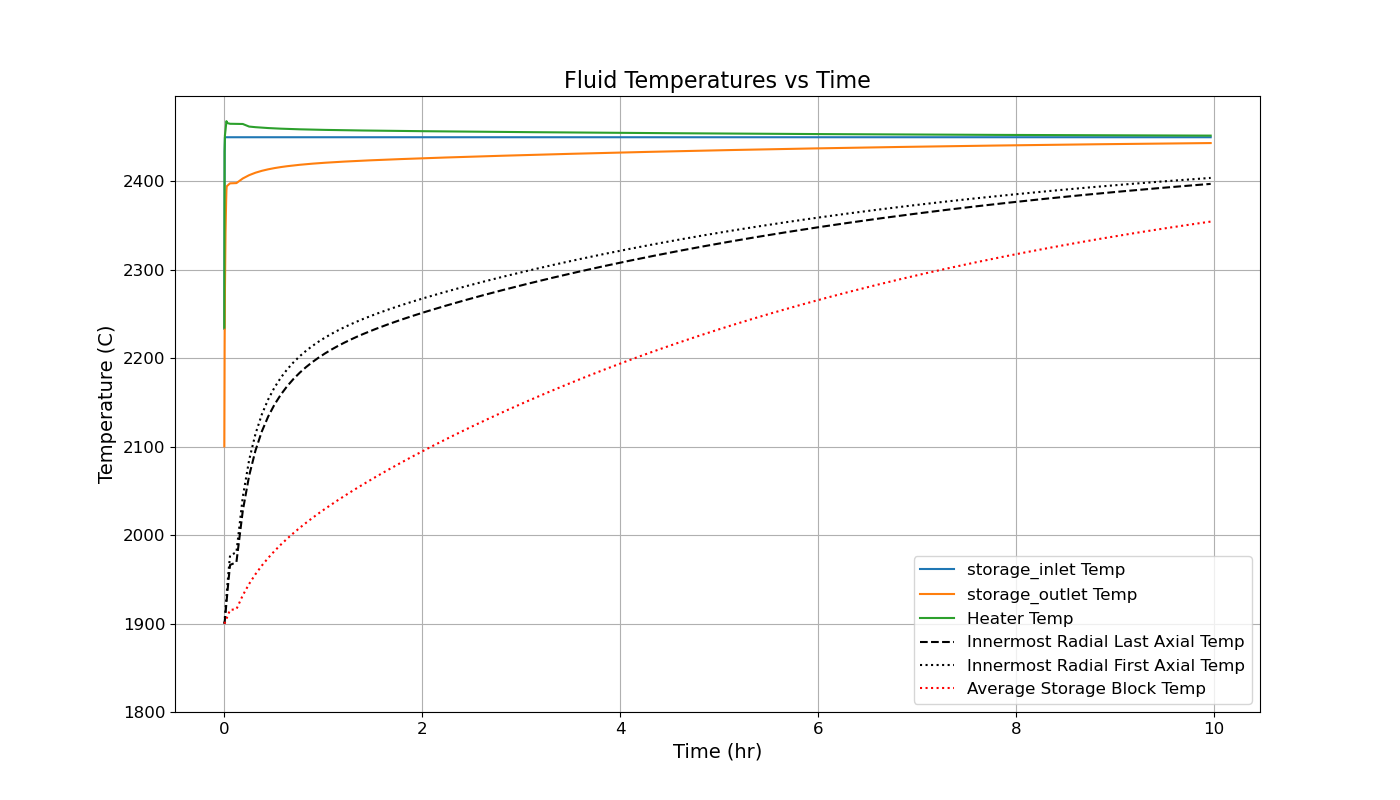 Fluid Temperatures vs Time
Temperature (C)
2400
2300
2200
2100
2000
1900
1800
storage_inlet Temp
storage_outlet Temp
Heater Temp
Innermost Radial Last Axial Temp
Innermost Radial First Axial Temp
Average Storage Block Temp
0 2 4 6 8 10
Time (hr)